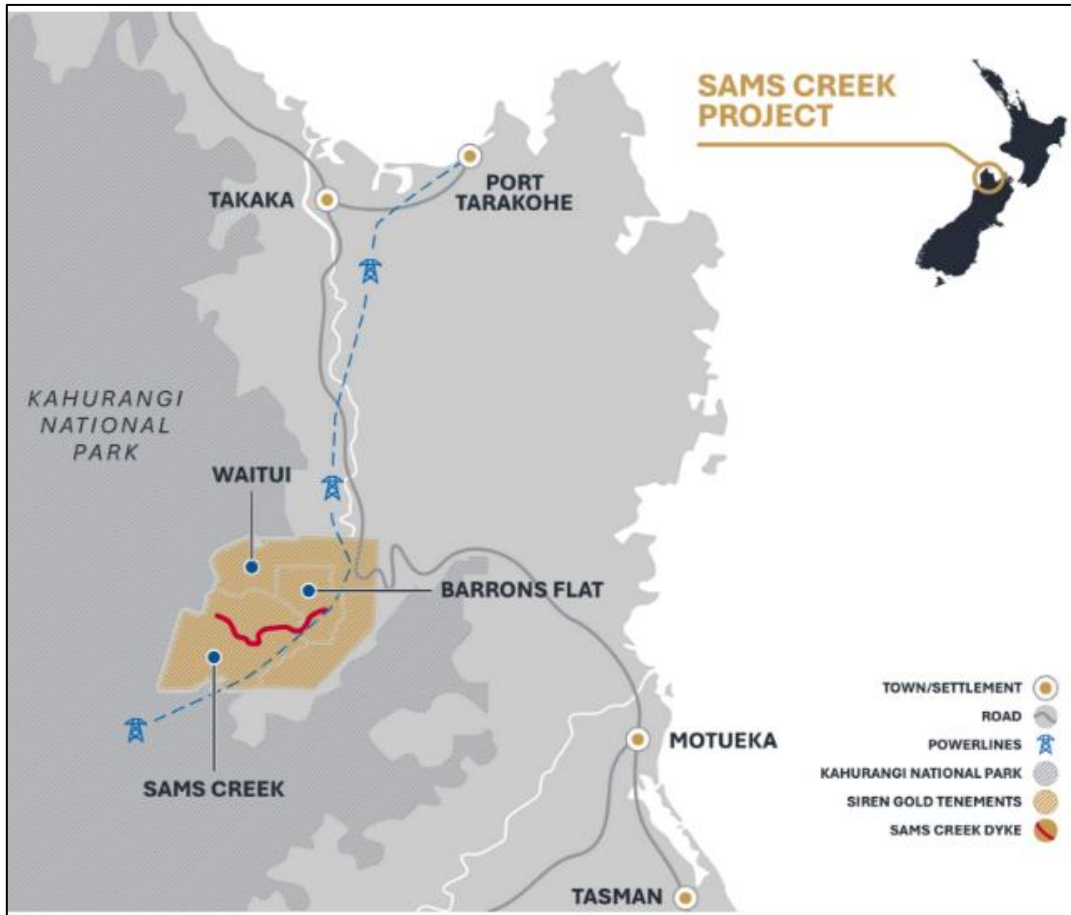 SAMS CREEK
PROJECT
TAKAKA
PORT
TARAKOHE
KAHURANGI
NATIONAL
PARK
WAITUI
BARRONS FLAT
SAMS CREEK
MOTUEKA
TASMAN
TOWN/SETTLEMENT
ROAD
POWERLINES
KAHURANGI NATIONAL PARK
SIREN GOLD TENEMENTS
SAMS CREEK DYKE